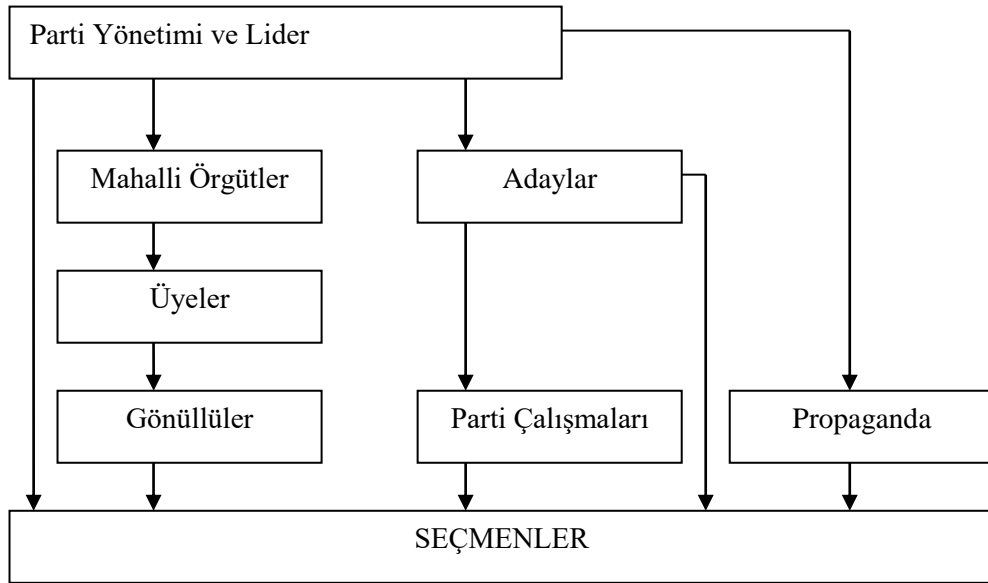 Parti Yönetimi ve Lider
Mahalli Örgütler
Adaylar
Üyeler
Gönüllüler
Parti Çalışmaları
Propaganda
SEÇMENLER